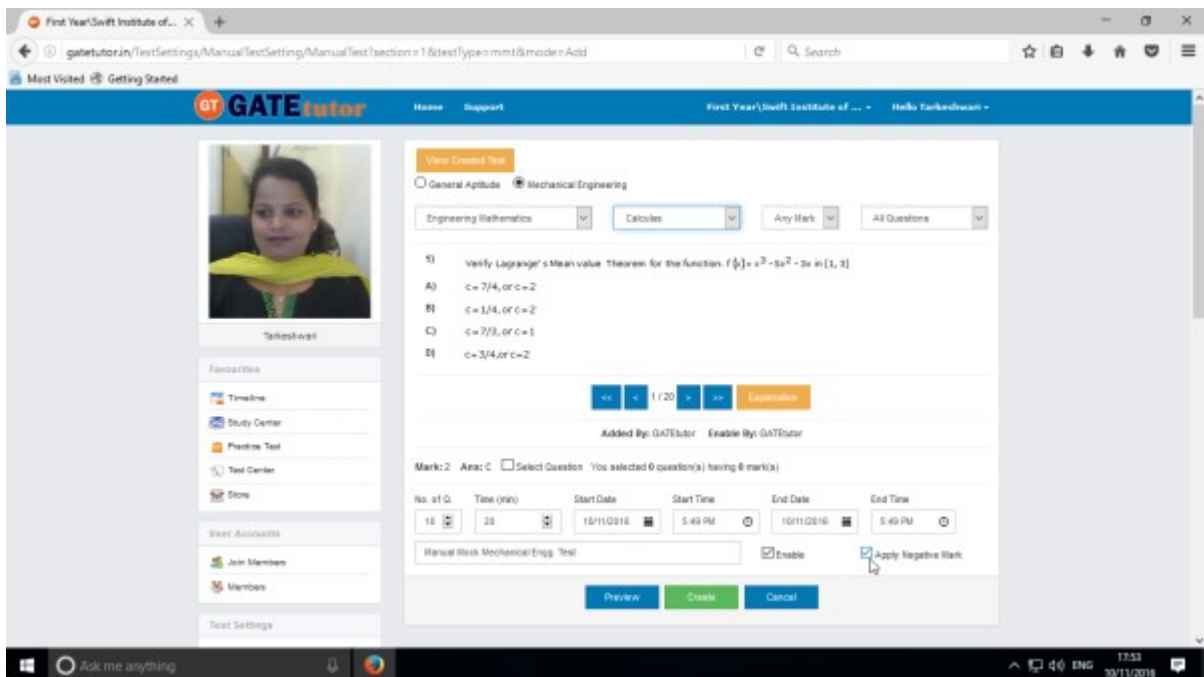 First Year\Swift Institute of...
gatetutor.in/TestSettings/ManualTestSetting/ManualTest?section=1&testType=mmt&mode=Add
Search
Most Visited Getting Started
GT GATEtutor Home Support First Year\Swift Institute of ... Hello Tarkeshwari
View Created Test
General Aptitude Mechanical Engineering
Engineering Mathematics Calculas Any Mark All Questions
Verify Lagrange's Mean value Theorem for the function. f(x)= x³ -5x² -3x in [1, 3]
A) c = 7/4, or c = 2
B) c = 1/4, or c = 2
C) c = 7/3, or c = 1
D) c = 3/4,or c = 2
Tarkeshwari
Favourites
Timeline
Study Center
Practice Test
Test Center
Store
<< < 1 / 20 > >> Explanation
Added By: GATEtutor Enable By: GATEtutor
Mark: 2 Ans: C Select Question You selected 0 question(s) having 0 mark(s)
No. of Q. Time (min) Start Date Start Time End Date End Time
10 20 10/11/2016 5:49 PM 10/11/2016 5:49 PM
Manual Mock Mechanical Engg. Test Enable Apply Negative Mark
Preview Create Cancel
User Accounts
Join Members
Members
Test Settings
Ask me anything
ENG 17:53
10/11/2016